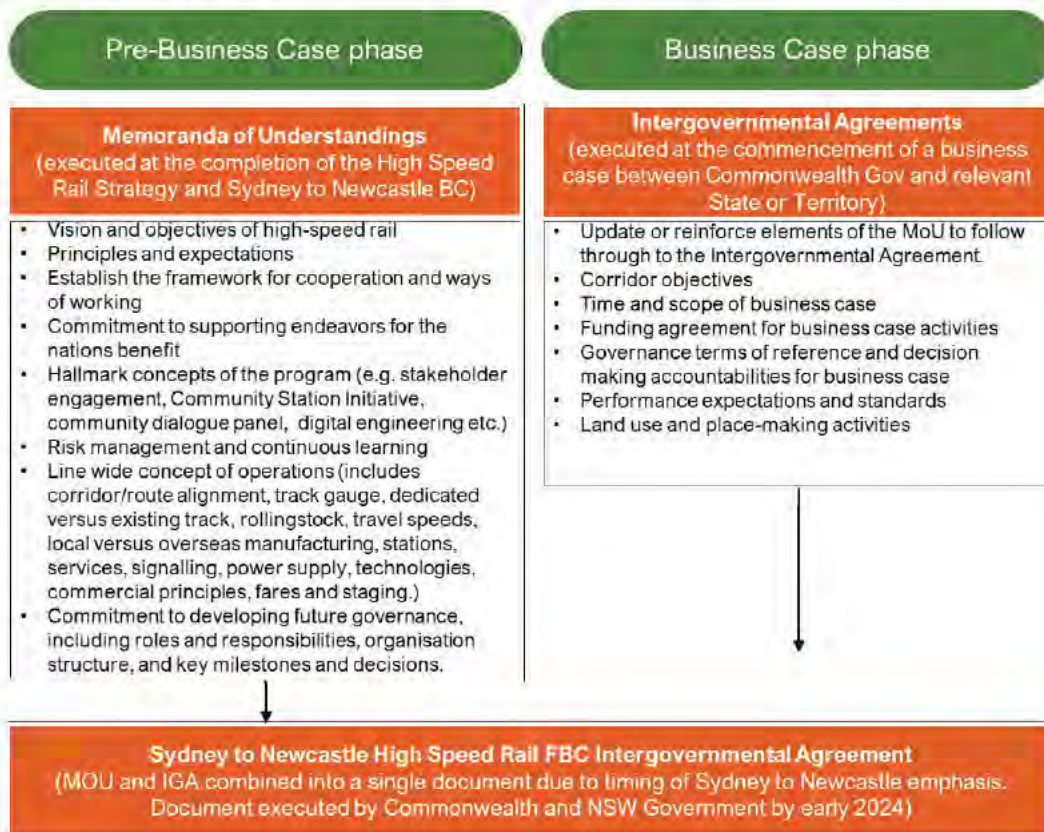 Pre-Business Case phase
Memoranda of Understandings
(executed at the completion of the High Speed
Rail Strategy and Sydney to Newcastle BC)
• Vision and objectives of high-speed rail
• Principles and expectations
• Establish the framework for cooperation and ways
of working
• Commitment to supporting endeavors for the
nations benefit
• Hallmark concepts of the program (e.g. stakeholder
engagement, Community Station Initiative,
community dialogue panel, digital engineering etc.)
• Risk management and continuous learning
• Line wide concept of operations (includes
corridor/route alignment, track gauge, dedicated
versus existing track, rollingstock, travel speeds,
local versus overseas manufacturing, stations,
services, signalling, power supply, technologies,
commercial principles, fares and staging.)
• Commitment to developing future governance,
including roles and responsibilities, organisation
structure, and key milestones and decisions.
Business Case phase
Intergovernmental Agreements
(executed at the commencement of a business
case between Commonwealth Gov and relevant
State or Territory)
• Update or reinforce elements of the MoU to follow
through to the Intergovernmental Agreement.
• Corridor objectives
• Time and scope of business case
• Funding agreement for business case activities
• Governance terms of reference and decision
making accountabilities for business case
• Performance expectations and standards
• Land use and place-making activities
Sydney to Newcastle High Speed Rail FBC Intergovernmental Agreement
(MOU and IGA combined into a single document due to timing of Sydney to Newcastle emphasis.
Document executed by Commonwealth and NSW Government by early 2024)